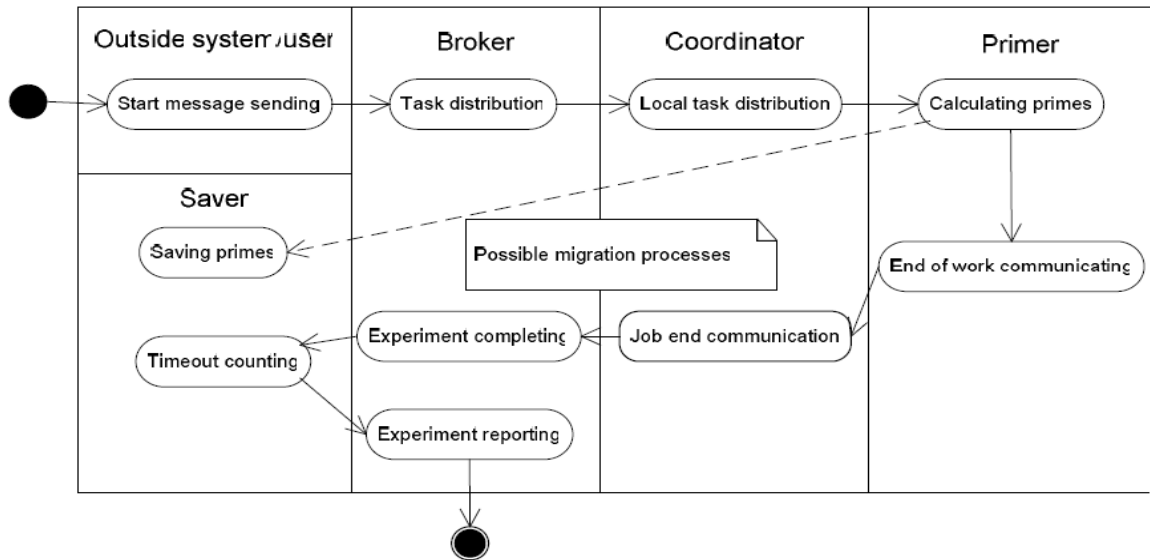 Outside system/user
Broker
Coordinator
Primer
Start message sending
Task distribution
Local task distribution
Calculating primes
Saver
Saving primes
Possible migration processes
End of work communicating
Experiment completing
Job end communication
Timeout counting
Experiment reporting